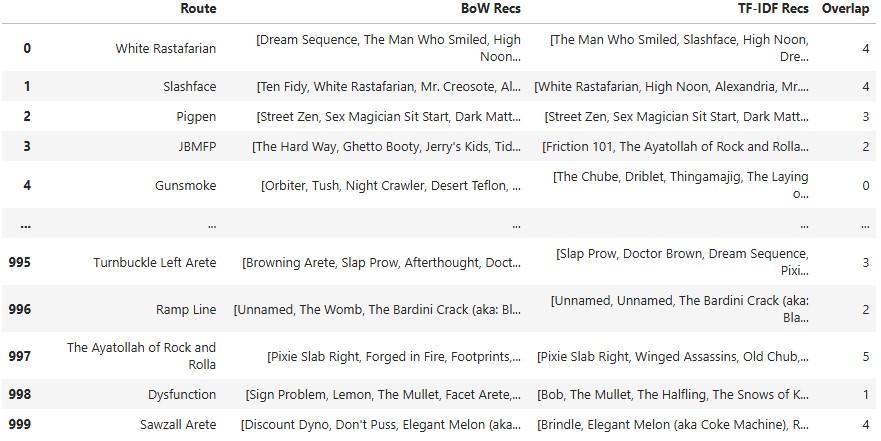 Route BoW Recs TF-IDF Recs Overlap
0 White Rastafarian [Dream Sequence, The Man Who Smiled, High Noon... [The Man Who Smiled, Slashface, High Noon, Dre... 4
1 Slashface [Ten Fidy, White Rastafarian, Mr. Creosote, Al... [White Rastafarian, High Noon, Alexandria, Mr.... 4
2 Pigpen [Street Zen, Sex Magician Sit Start, Dark Matt... [Street Zen, Sex Magician Sit Start, Dark Matt... 3
3 JBMFP [The Hard Way, Ghetto Booty, Jerry's Kids, Tid... [Friction 101, The Ayatollah of Rock and Rolla... 2
4 Gunsmoke [Orbiter, Tush, Night Crawler, Desert Teflon, ... [The Chube, Driblet, Thingamajig, The Laying o... 0
... ... ... ... ...
995 Turnbuckle Left Arete [Browning Arete, Slap Prow, Afterthought, Doct... [Slap Prow, Doctor Brown, Dream Sequence, Pixi... 3
996 Ramp Line [Unnamed, The Womb, The Bardini Crack (aka: Bl... [Unnamed, Unnamed, The Bardini Crack (aka: Bla... 2
997 The Ayatollah of Rock and Rolla [Pixie Slab Right, Forged in Fire, Footprints,... [Pixie Slab Right, Winged Assassins, Old Chub,... 5
998 Dysfunction [Sign Problem, Lemon, The Mullet, Facet Arete,... [Bob, The Mullet, The Halfling, The Snows of K... 1
999 Sawzall Arete [Discount Dyno, Don't Puss, Elegant Melon (aka... [Brindle, Elegant Melon (aka Coke Machine), R... 4